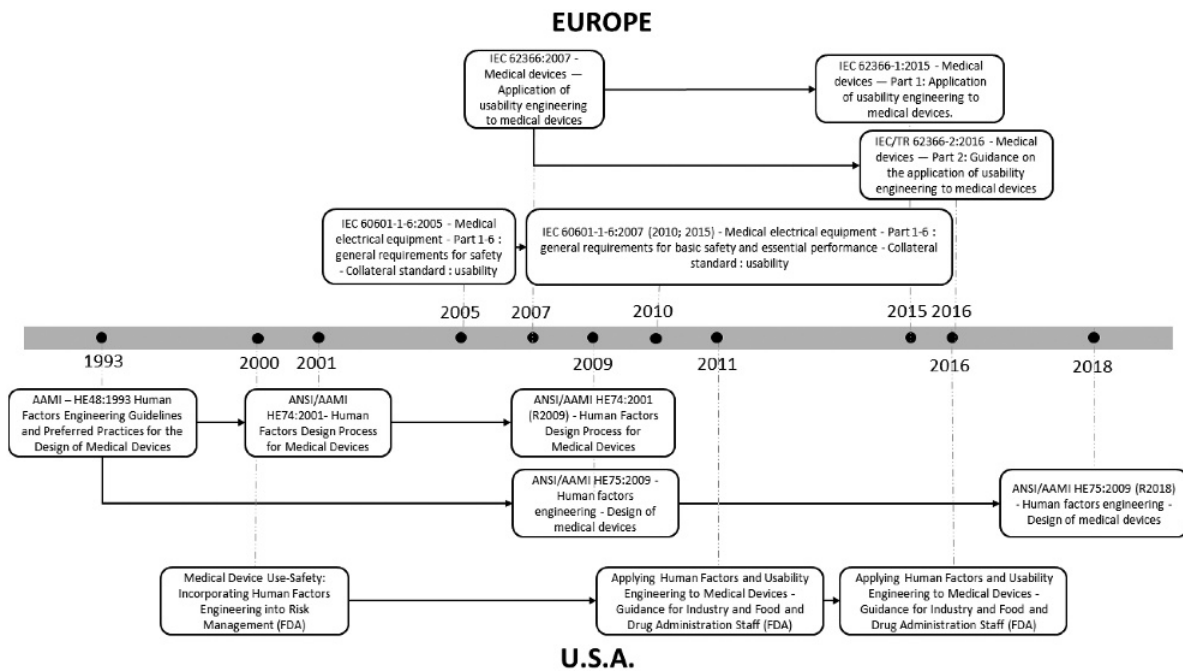 EUROPE
IEC 62366:2007 -
Medical devices —
Application of
usability engineering
to medical devices
IEC 62366-1:2015 - Medical
devices — Part 1: Application
of usability engineering to
medical devices.
IEC/TR 62366-2:2016 - Medical
devices — Part 2: Guidance on
the application of usability
engineering to medical devices
IEC 60601-1-6:2005 - Medical
electrical equipment - Part 1-6 :
general requirements for safety
- Collateral standard : usability
IEC 60601-1-6:2007 (2010; 2015) - Medical electrical equipment - Part 1-6 :
general requirements for basic safety and essential performance - Collateral
standard : usability
2005
2007
2010
2015
2016
1993
2000
2001
2009
2011
2016
2018
AAMI – HE48:1993 Human
Factors Engineering Guidelines
and Preferred Practices for the
Design of Medical Devices
ANSI/AAMI
HE74:2001- Human
Factors Design Process
for Medical Devices
ANSI/AAMI HE74:2001
(R2009) - Human Factors
Design Process for
Medical Devices
ANSI/AAMI HE75:2009 -
Human factors
engineering - Design of
medical devices
ANSI/AAMI HE75:2009 (R2018)
- Human factors engineering -
Design of medical devices
Medical Device Use-Safety:
Incorporating Human Factors
Engineering into Risk
Management (FDA)
Applying Human Factors and Usability
Engineering to Medical Devices -
Guidance for Industry and Food and
Drug Administration Staff (FDA)
Applying Human Factors and Usability
Engineering to Medical Devices -
Guidance for Industry and Food and
Drug Administration Staff (FDA)
U.S.A.